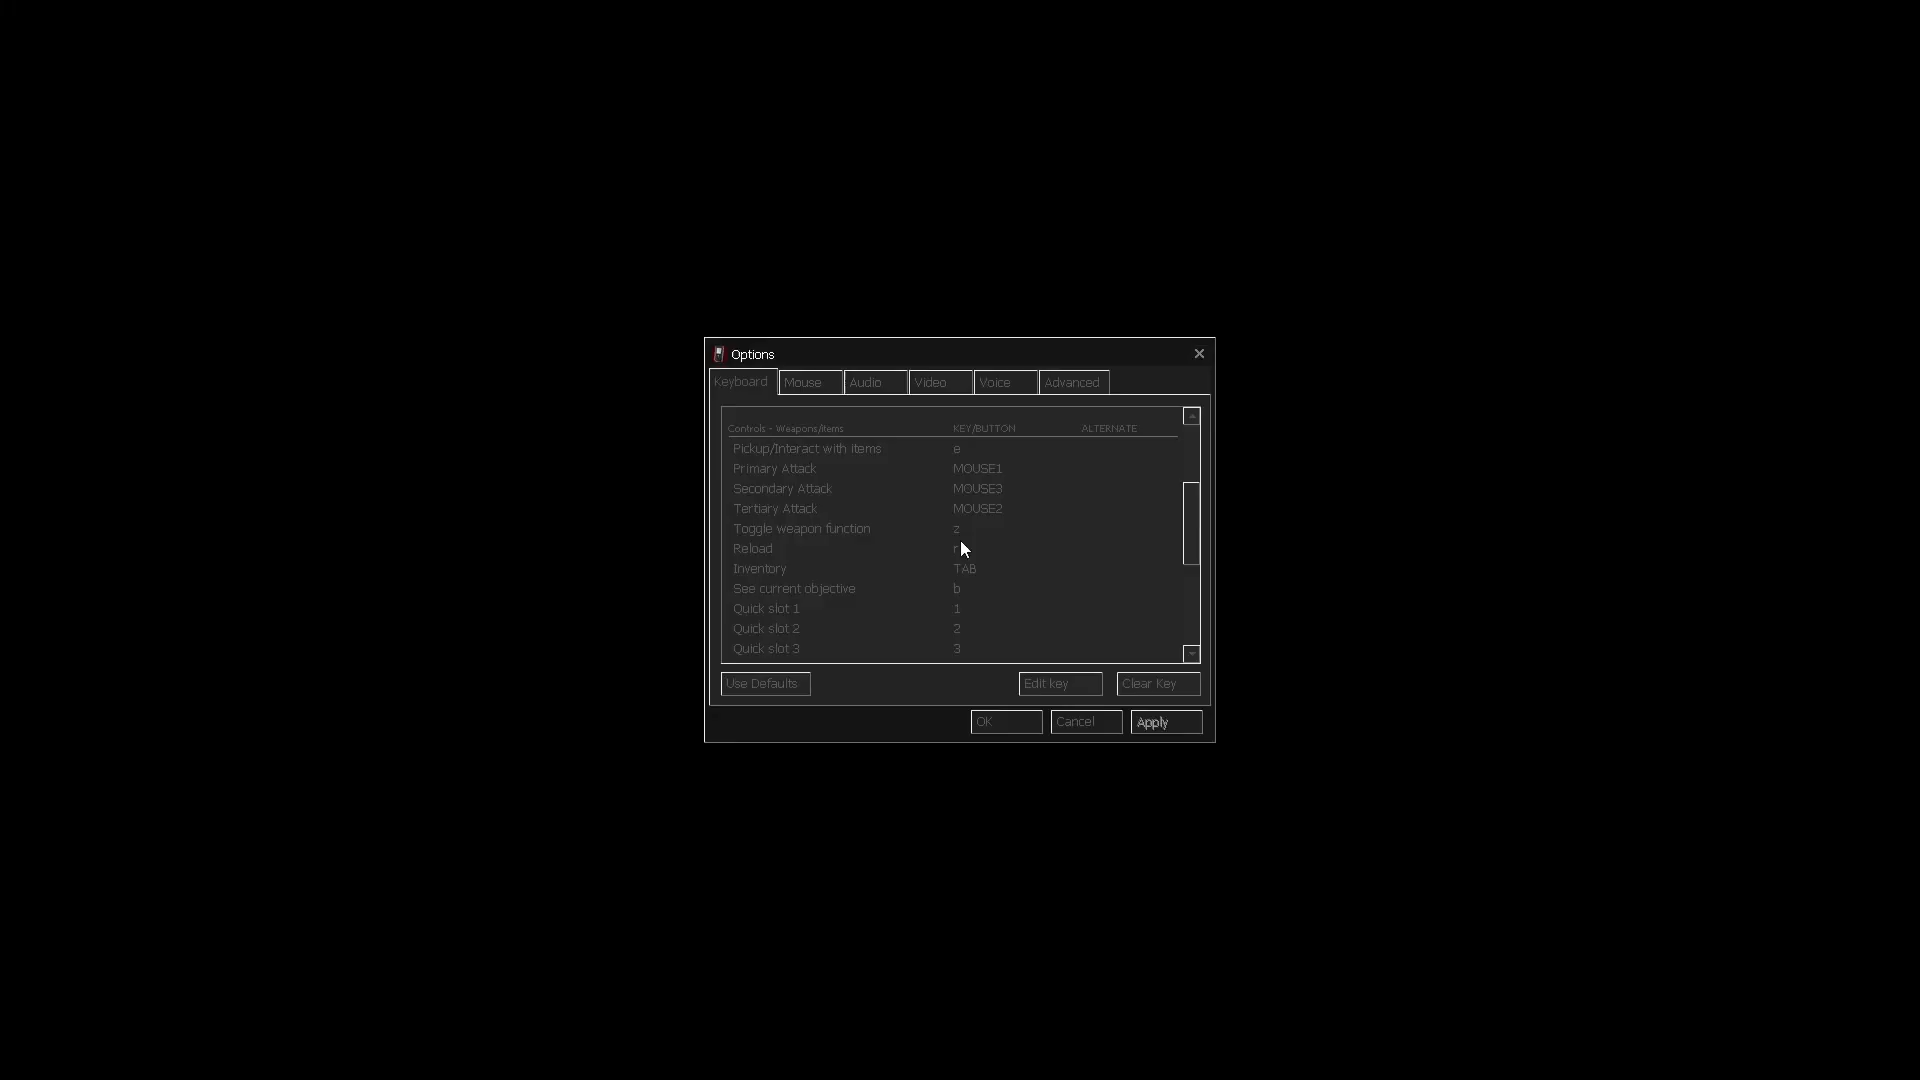 Options
Keyboard Mouse Audio Video Voice Advanced
Controls - Weapons/items KEY/BUTTON ALTERNATE
Pickup/Interact with items e
Primary Attack MOUSE1
Secondary Attack MOUSE3
Tertiary Attack MOUSE2
Toggle weapon function z
Reload r
Inventory TAB
See current objective b
Quick slot 1 1
Quick slot 2 2
Quick slot 3 3
Use Defaults Edit key Clear Key
OK Cancel Apply